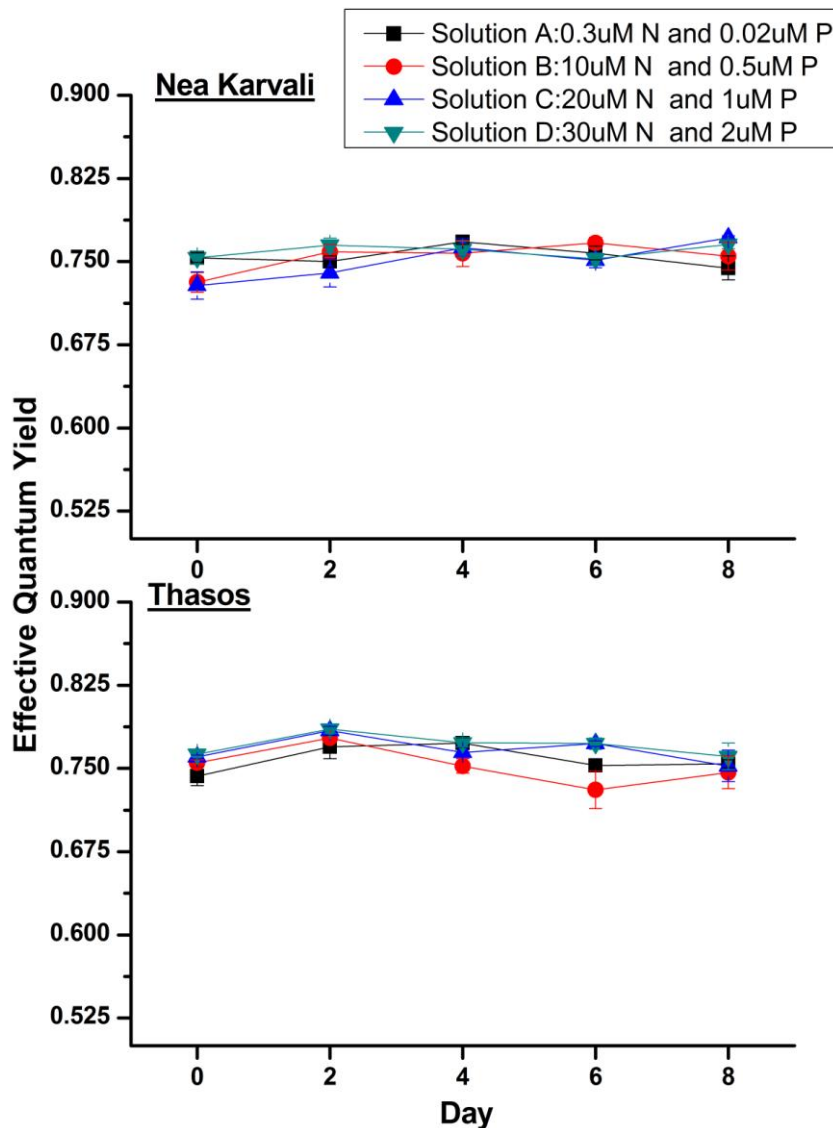 Solution A:0.3uM N and 0.02uM P
Solution B:10uM N and 0.5uM P
Solution C:20uM N and 1uM P
Solution D:30uM N and 2uM P
Nea Karvali
0.900
0.825
0.750
0.675
0.600
0.525
0 2 4 6 8
Effective Quantum Yield
Thasos
0.900
0.825
0.750
0.675
0.600
0.525
0 2 4 6 8
Day